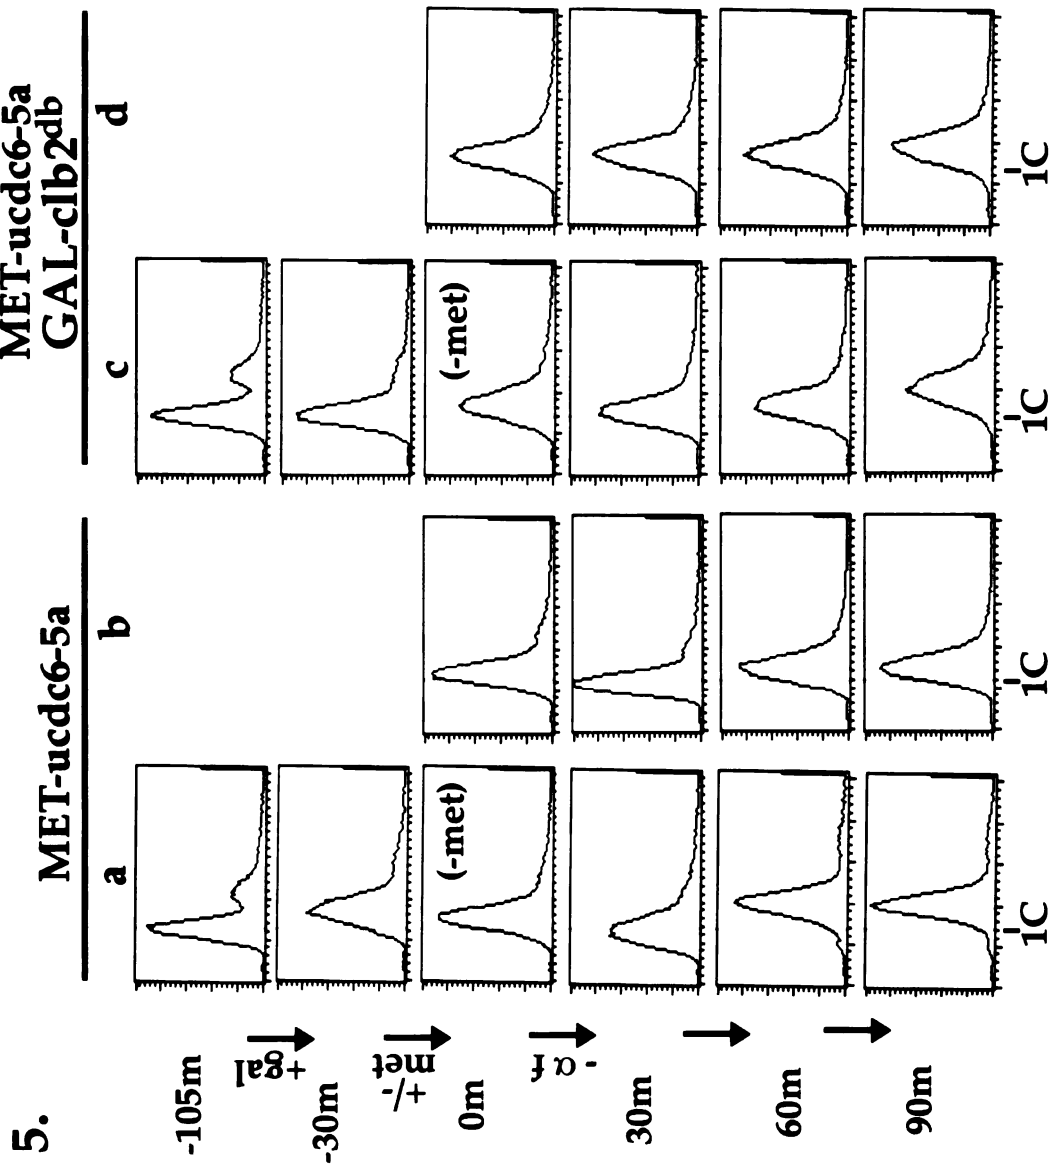 5.
MET-ucdc6-5a
MET-ucdc6-5a
GAL-clb2db
a
b
c
d
-105m
+gal
-30m
+/-
met
0m
(-met)
(-met)
- α f
30m
60m
90m
1C
1C
1C
1C